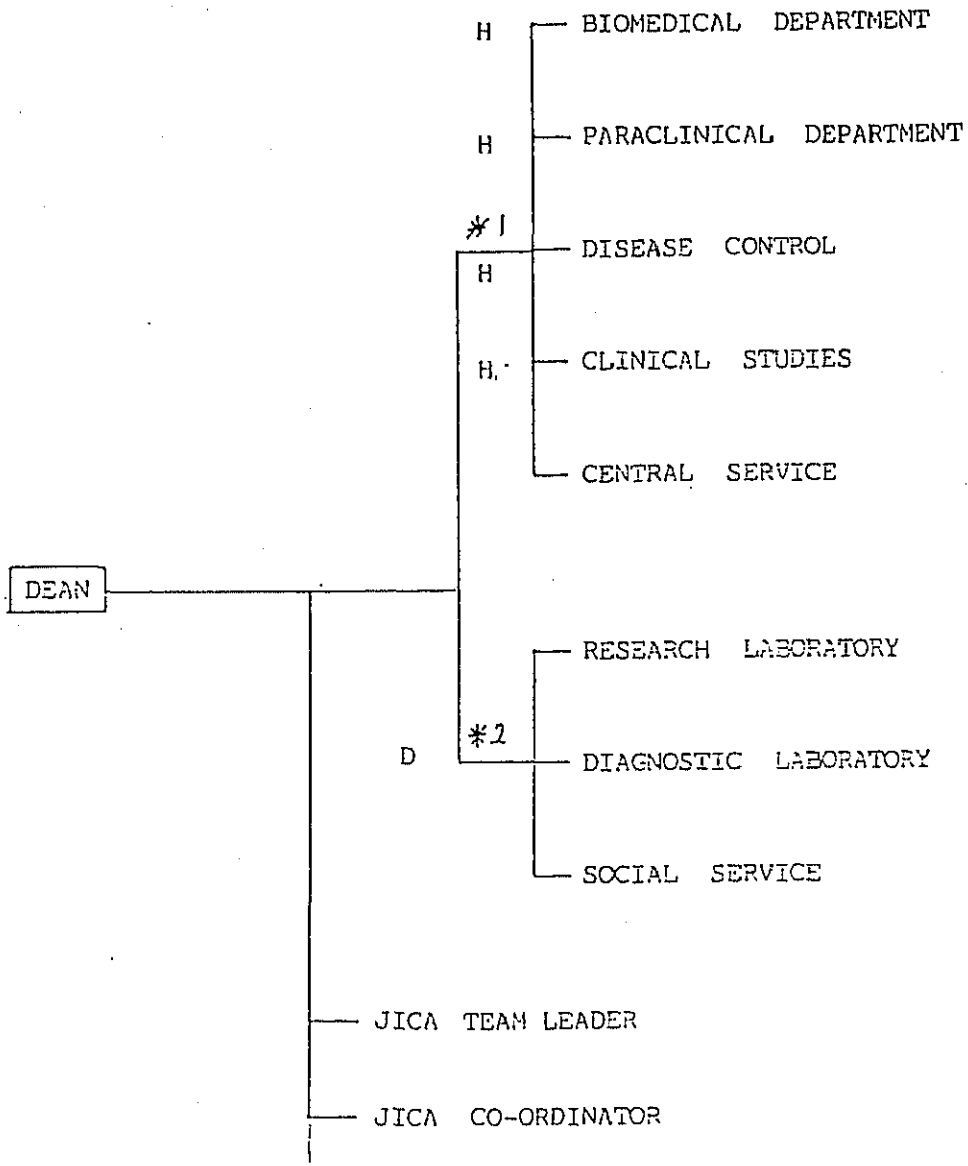 H BIOMEDICAL DEPARTMENT
H PARACLINICAL DEPARTMENT
*1
DISEASE CONTROL
H
H. CLINICAL STUDIES
CENTRAL SERVICE
DEAN
RESEARCH LABORATORY
*2
D DIAGNOSTIC LABORATORY
SOCIAL SERVICE
JICA TEAM LEADER
JICA CO-ORDINATOR